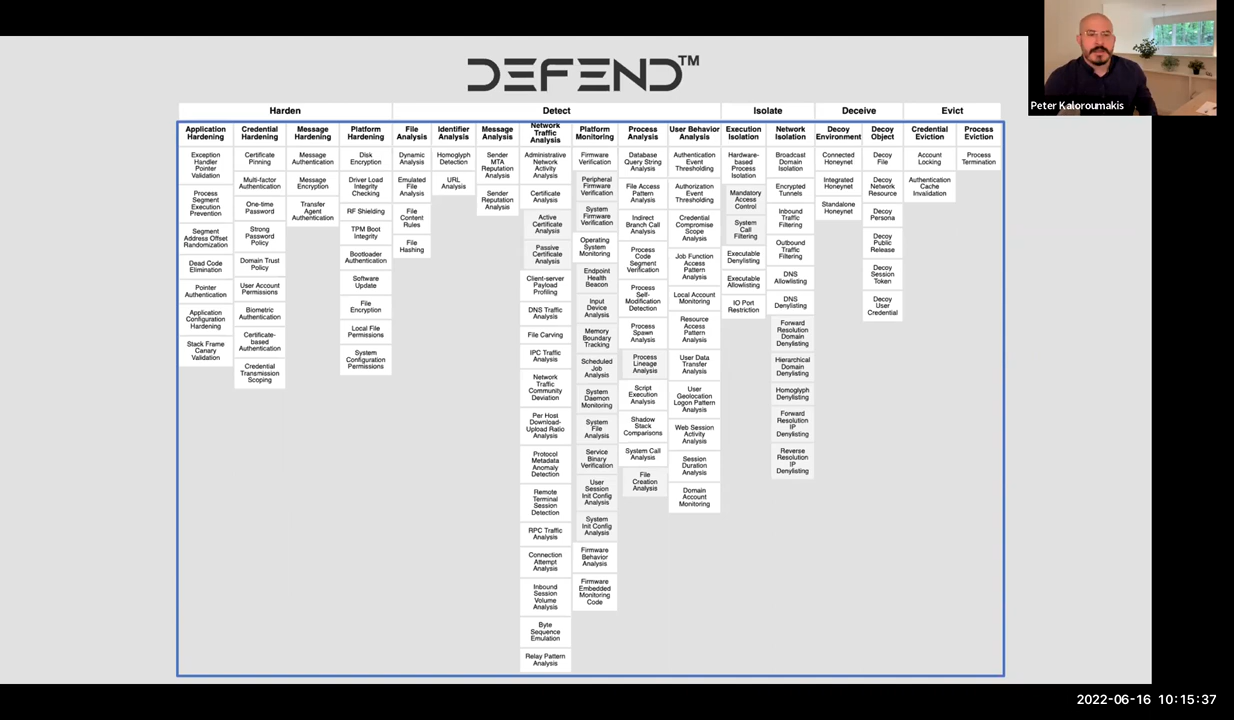 DEFEND™
Peter Kaloroumakis
Harden
Detect
Isolate
Deceive
Evict
Application
Hardening
Exception
Handler
Pointer
Validation
Process
Segment
Execution
Prevention
Segment
Address Offset
Randomization
Dead Code
Elimination
Pointer
Authentication
Application
Configuration
Hardening
Stack Frame
Canary
Validation
Credential
Hardening
Certificate
Pinning
Multi-factor
Authentication
One-time
Password
Strong
Password
Policy
Domain Trust
Policy
User Account
Permissions
Biometric
Authentication
Certificate-
based
Authentication
Credential
Transmission
Scoping
Message
Hardening
Message
Authentication
Message
Encryption
Transfer
Agent
Authentication
Platform
Hardening
Disk
Encryption
Driver Load
Integrity
Checking
RF Shielding
TPM Boot
Integrity
Bootloader
Authentication
Software
Update
File
Encryption
Local File
Permissions
System
Configuration
Permissions
File
Analysis
Dynamic
Analysis
Emulated
File
Analysis
File
Content
Rules
File
Hashing
Identifier
Analysis
Homoglyph
Detection
URL
Analysis
Message
Analysis
Sender
MTA
Reputation
Analysis
Sender
Reputation
Analysis
Network
Traffic
Analysis
Administrative
Network
Activity
Analysis
Certificate
Analysis
Active
Certificate
Analysis
Passive
Certificate
Analysis
Client-server
Payload
Profiling
DNS Traffic
Analysis
File Carving
IPC Traffic
Analysis
Network
Traffic
Community
Deviation
Per Host
Download-
Upload Ratio
Analysis
Protocol
Metadata
Anomaly
Detection
Remote
Terminal
Session
Detection
RPC Traffic
Analysis
Connection
Attempt
Analysis
Inbound
Session
Volume
Analysis
Byte
Sequence
Emulation
Relay Pattern
Analysis
Platform
Monitoring
Firmware
Verification
Peripheral
Firmware
Verification
System
Firmware
Verification
Operating
System
Monitoring
Endpoint
Health
Beacon
Input
Device
Analysis
Memory
Boundary
Tracking
Scheduled
Job
Analysis
System
Daemon
Monitoring
System
File
Analysis
Service
Binary
Verification
User
Session
Init Config
Analysis
System
Init Config
Analysis
Firmware
Behavior
Analysis
Firmware
Embedded
Monitoring
Code
Process
Analysis
Database
Query String
Analysis
File Access
Pattern
Analysis
Indirect
Branch Call
Analysis
Process
Code
Segment
Verification
Process
Self-
Modification
Detection
Process
Spawn
Analysis
Process
Lineage
Analysis
Script
Execution
Analysis
Shadow
Stack
Comparisons
System Call
Analysis
File
Creation
Analysis
User Behavior
Analysis
Authentication
Event
Thresholding
Authorization
Event
Thresholding
Credential
Compromise
Scope
Analysis
Job Function
Access
Pattern
Analysis
Local Account
Monitoring
Resource
Access
Pattern
Analysis
User Data
Transfer
Analysis
User
Geolocation
Logon Pattern
Analysis
Web Session
Activity
Analysis
Session
Duration
Analysis
Domain
Account
Monitoring
Execution
Isolation
Hardware-
based
Process
Isolation
Mandatory
Access
Control
System
Call
Filtering
Executable
Denylisting
Executable
Allowlisting
IO Port
Restriction
Network
Isolation
Broadcast
Domain
Isolation
Encrypted
Tunnels
Inbound
Traffic
Filtering
Outbound
Traffic
Filtering
DNS
Allowlisting
DNS
Denylisting
Forward
Resolution
Domain
Denylisting
Hierarchical
Domain
Denylisting
Homoglyph
Denylisting
Forward
Resolution
IP
Denylisting
Reverse
Resolution
IP
Denylisting
Decoy
Environment
Connected
Honeynet
Integrated
Honeynet
Standalone
Honeynet
Decoy
Object
Decoy
File
Decoy
Network
Resource
Decoy
Persona
Decoy
Public
Release
Decoy
Session
Token
Decoy
User
Credential
Credential
Eviction
Account
Locking
Authentication
Cache
Invalidation
Process
Eviction
Process
Termination
2022-06-16 10:15:37